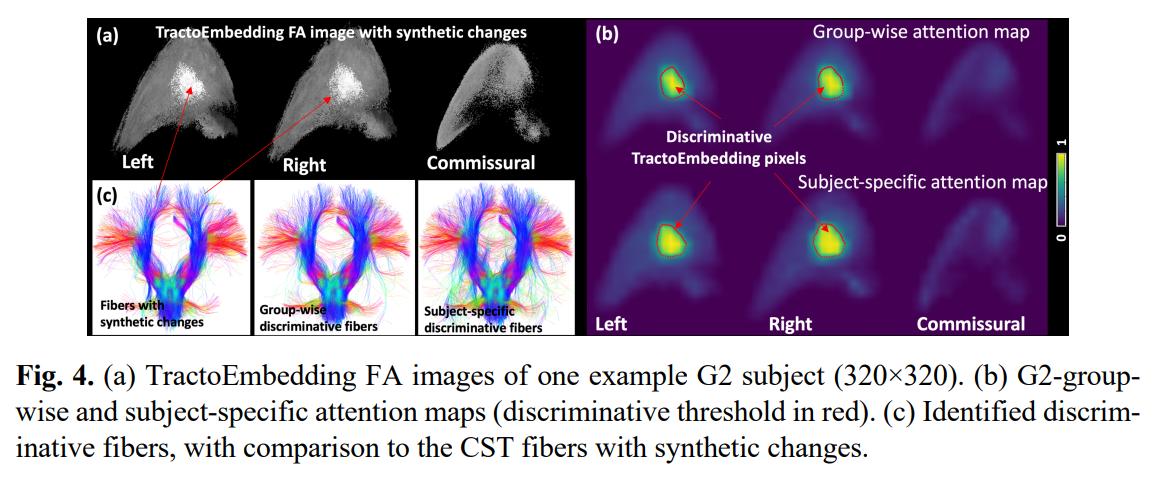 (a) TractoEmbedding FA image with synthetic changes
Left
Right
Commissural
(b)
Group-wise attention map
Discriminative
TractoEmbedding pixels
Subject-specific attention map
Left
Right
Commissural
1
0
(c)
Fibers with
synthetic changes
Group-wise
discriminative fibers
Subject-specific
discriminative fibers
Fig. 4. (a) TractoEmbedding FA images of one example G2 subject (320×320). (b) G2-group-
wise and subject-specific attention maps (discriminative threshold in red). (c) Identified discrim-
inative fibers, with comparison to the CST fibers with synthetic changes.